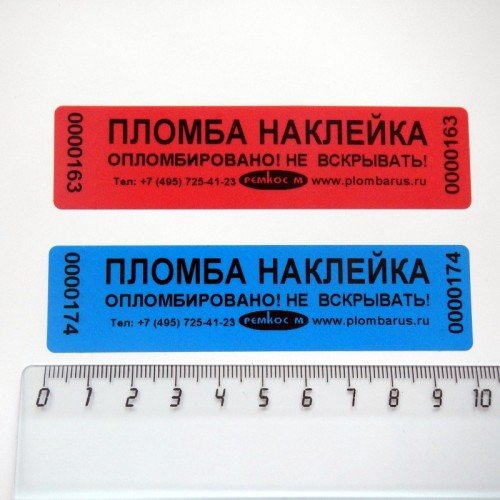 0000163
ПЛОМБА НАКЛЕЙКА
ОПЛОМБИРОВАНО! НЕ ВСКРЫВАТЬ!
Тел: +7 (495) 725-41-23 РЕМКОС М www.plombarus.ru
0000163
0000174
ПЛОМБА НАКЛЕЙКА
ОПЛОМБИРОВАНО! НЕ ВСКРЫВАТЬ!
Тел: +7 (495) 725-41-23 РЕМКОС М www.plombarus.ru
0000174
0 1 2 3 4 5 6 7 8 9 10